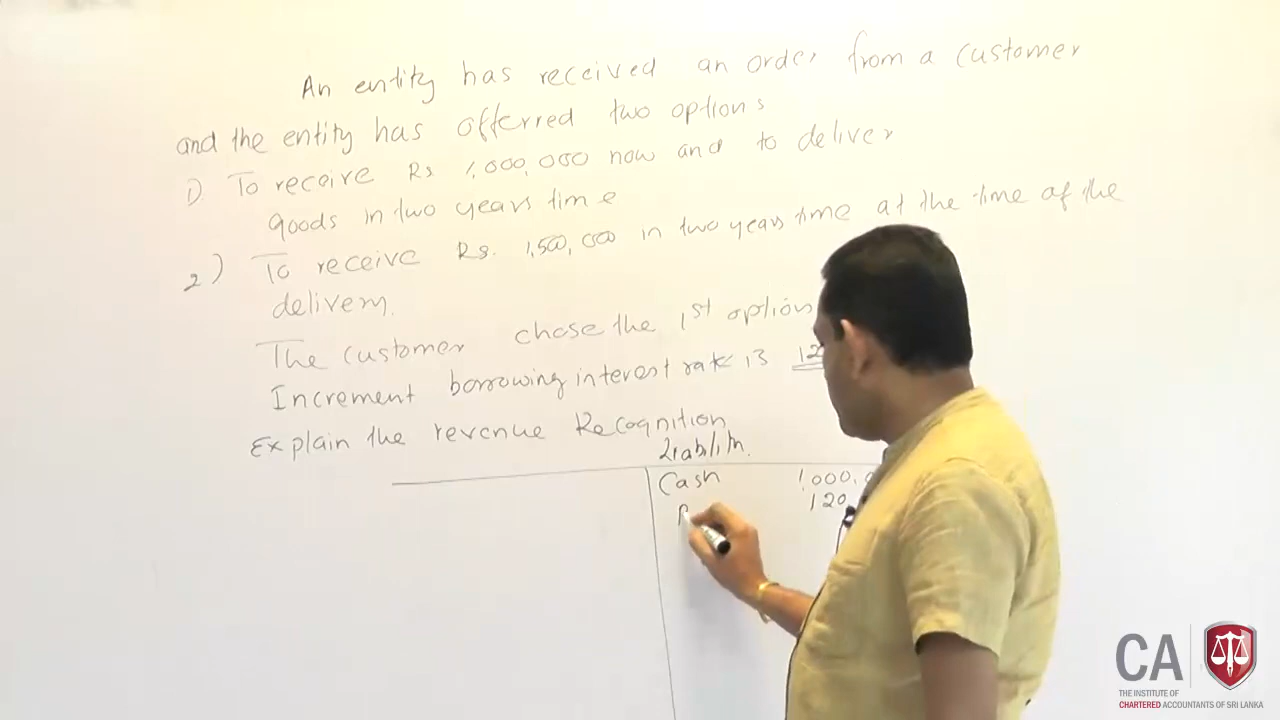 An entity has received an order from a customer
and the entity has offerred two options
1) To receive Rs 1,000,000 now and to deliver
goods in two years time
2) To receive Rs. 1,500,000 in two years time at the time of the
delivery.
The customer chose the 1st option
Increment borrowing interest rate is 12
Explain the revenue Recognition
Liability.
Cash 1,000,0
120,
CA
THE INSTITUTE OF
CHARTERED ACCOUNTANTS OF SRI LANKA